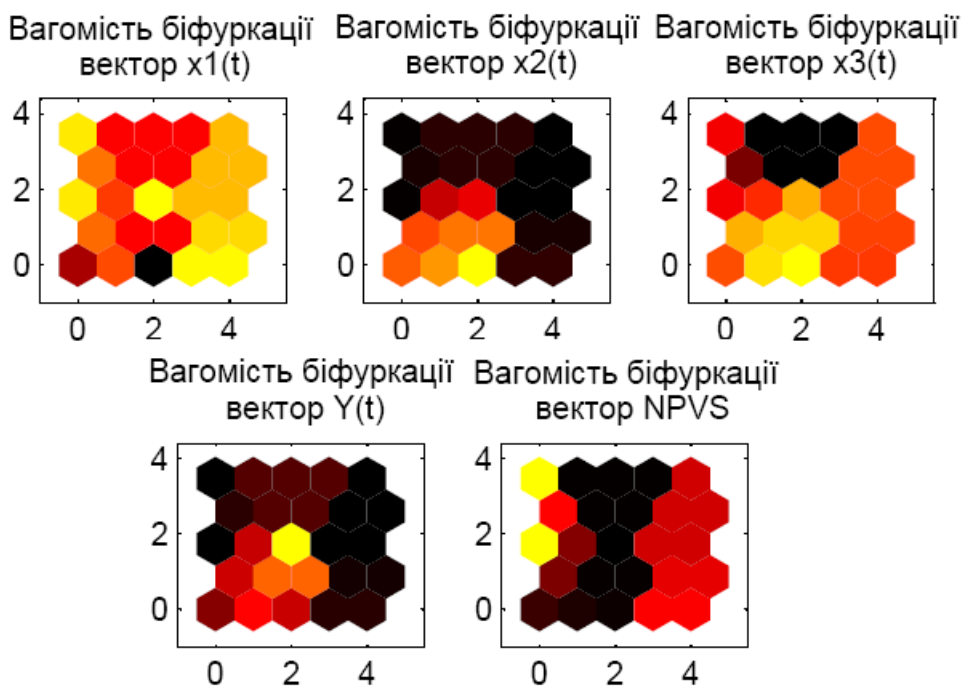 Вагомість біфуркації
вектор x1(t)
Вагомість біфуркації
вектор x2(t)
Вагомість біфуркації
вектор x3(t)
4
2
0
0 2 4
4
2
0
0 2 4
4
2
0
0 2 4
Вагомість біфуркації
вектор Y(t)
Вагомість біфуркації
вектор NPVS
4
2
0
0 2 4
4
2
0
0 2 4